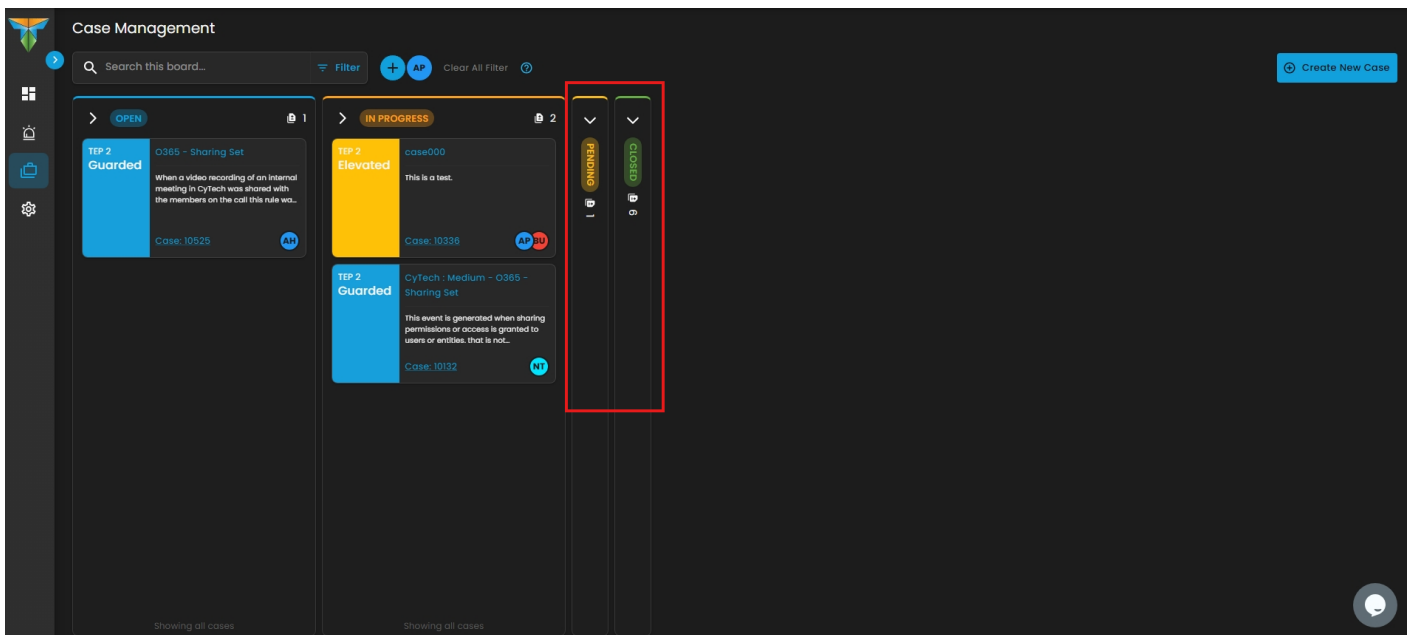 Case Management
Search this board...
Filter
AP
Clear All Filter
Create New Case
OPEN
1
TEP 2
Guarded
O365 - Sharing Set
When a video recording of an internal
meeting in CyTech was shared with
the members on the call this rule wa...
Case: 10525
AH
Showing all cases
IN PROGRESS
2
TEP 2
Elevated
case000
This is a test.
Case: 10336
AP
BU
TEP 2
Guarded
CyTech : Medium - O365 -
Sharing Set
This event is generated when sharing
permissions or access is granted to
users or entities. that is not...
Case: 10132
NT
Showing all cases
PENDING
1
CLOSED
6